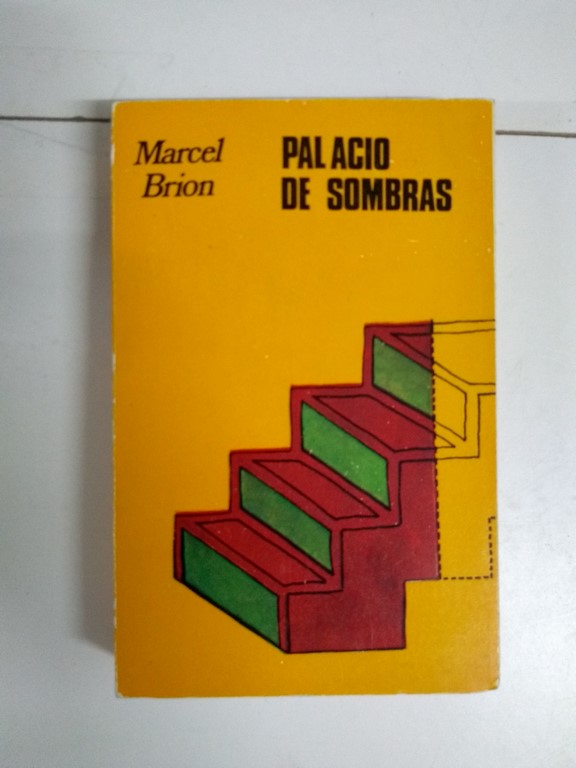 Marcel
Brion
PALACIO
DE SOMBRAS